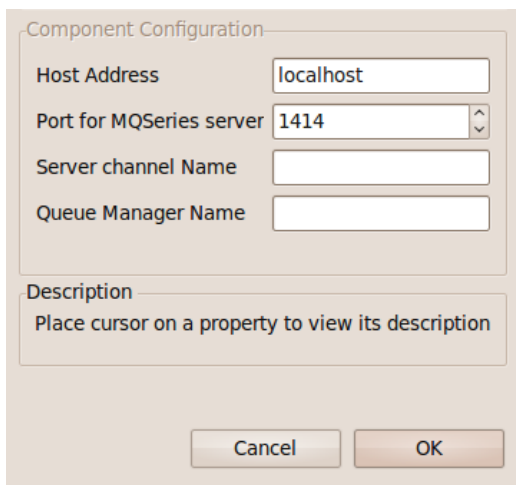 Component Configuration
Host Address localhost
Port for MQSeries server 1414
Server channel Name
Queue Manager Name
Description
Place cursor on a property to view its description
Cancel OK